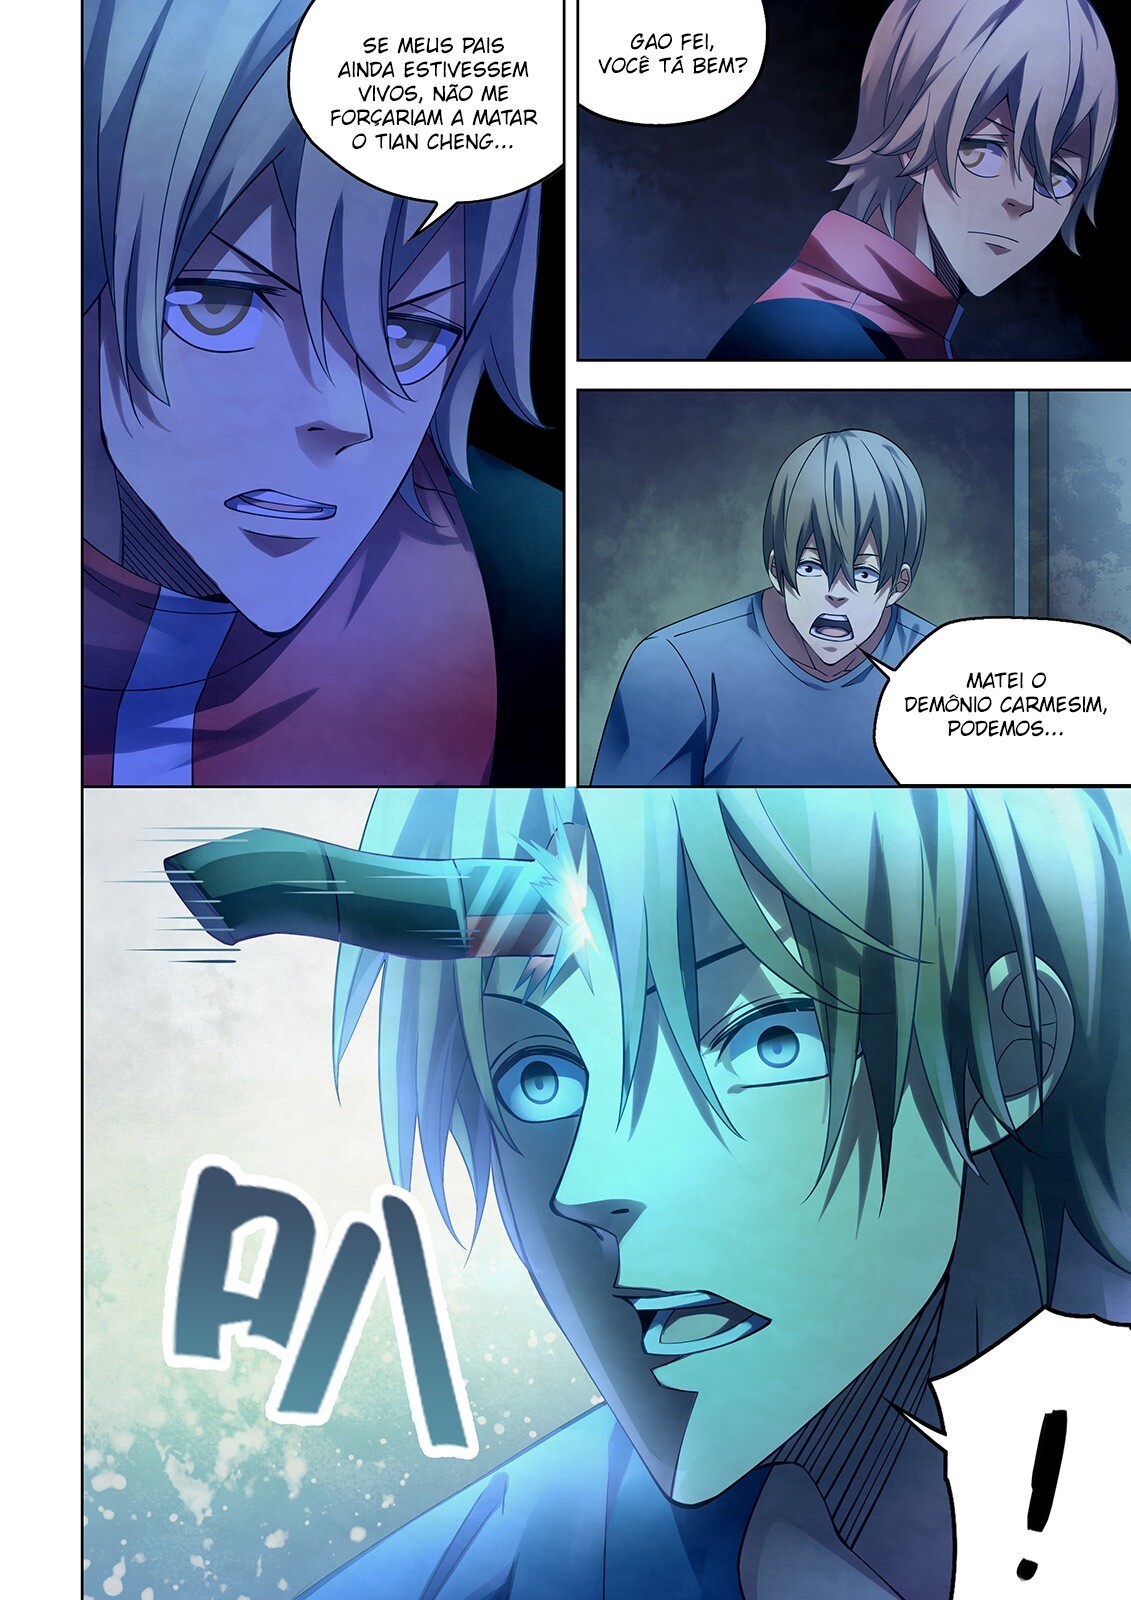 SE MEUS PAIS
AINDA ESTIVESSEM
VIVOS, NÃO ME
FORÇARIAM A MATAR
O TIAN CHENG...
GAO FEI,
VOCÊ TÁ BEM?
MATEI O
DEMÔNIO CARMESIM,
PODEMOS...
叭
!